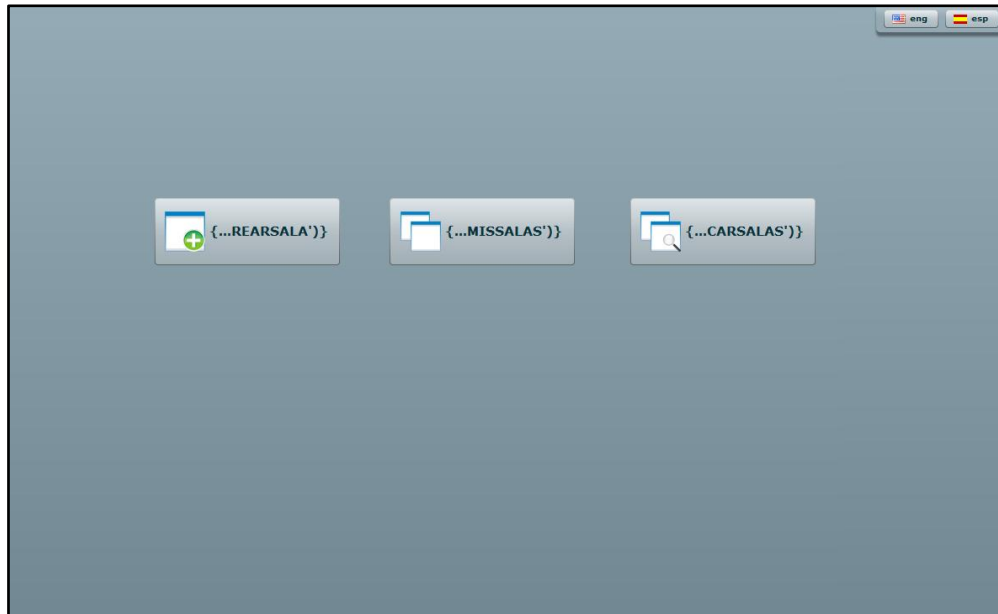 eng
esp
{...REARSALA')}
{...MISSALAS')}
{...CARSALAS')}